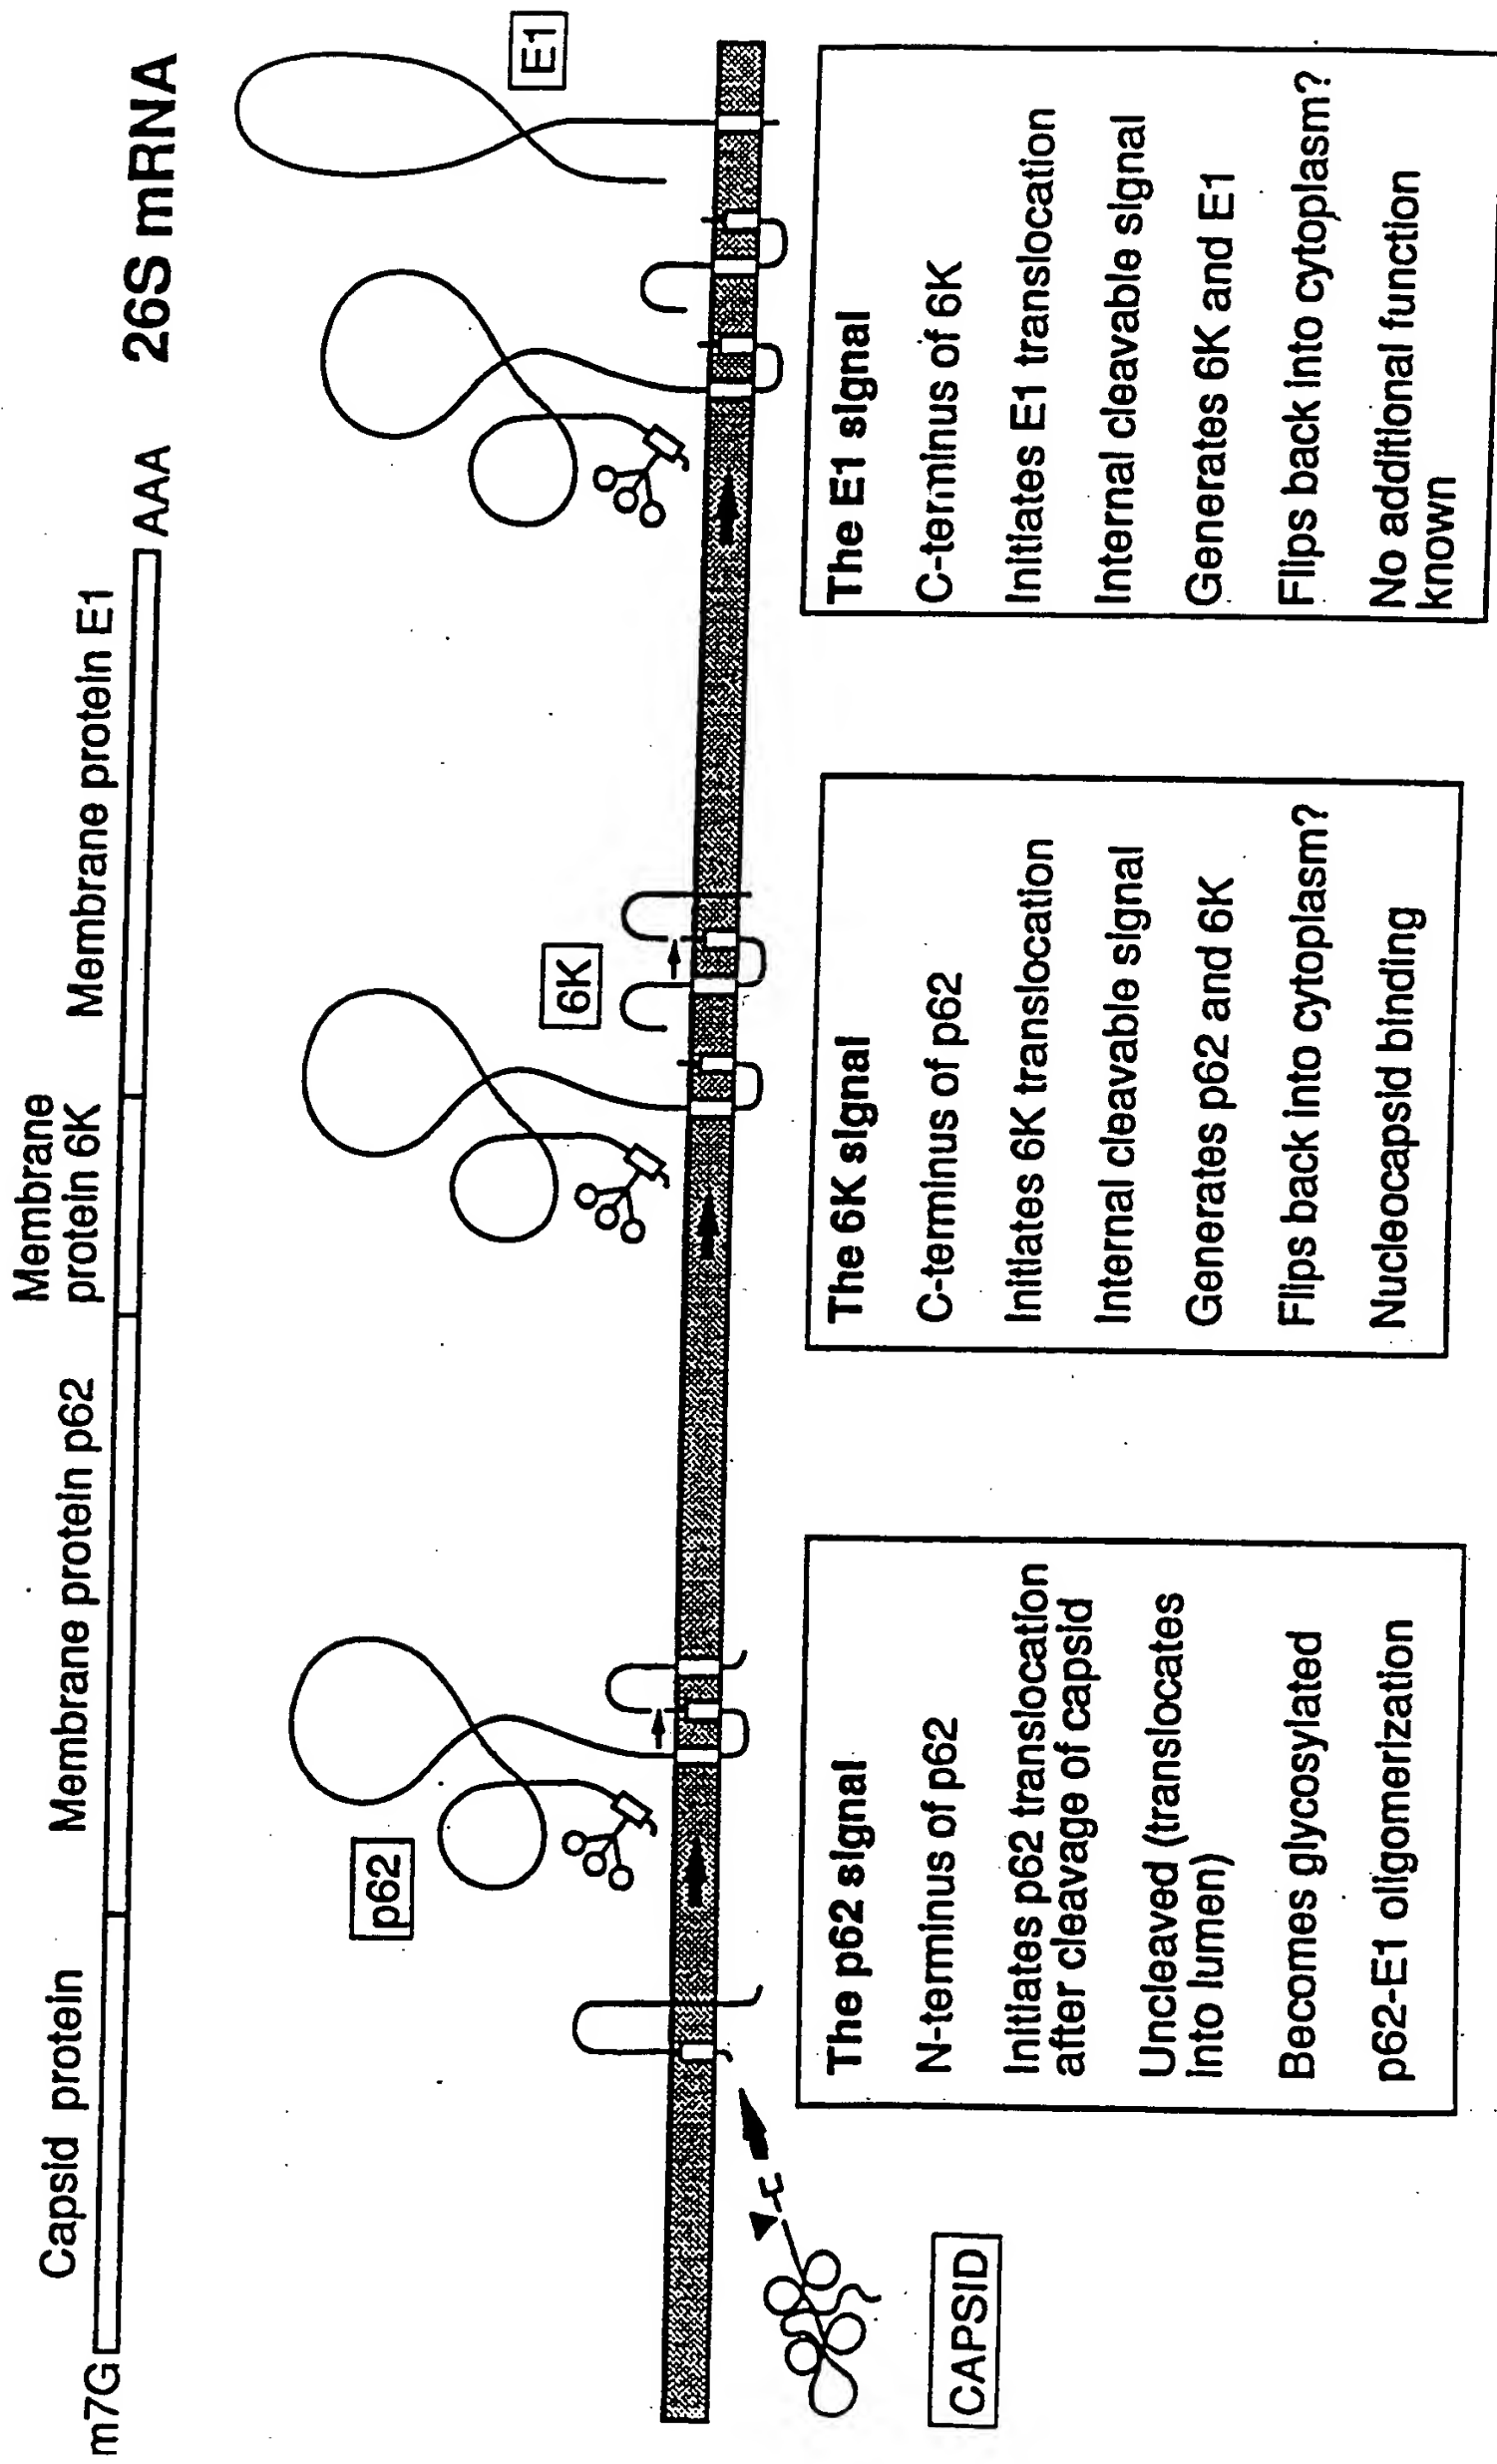 26S mRNA
Capsid protein
Membrane protein p62
Membrane
protein 6K
Membrane protein E1
m7G
AAA
p62
6K
E1
CAPSID
The p62 signal
N-terminus of p62
Initiates p62 translocation
after cleavage of capsid
Uncleaved (translocates
into lumen)
Becomes glycosylated
p62-E1 oligomerization
The 6K signal
C-terminus of p62
Initiates 6K translocation
Internal cleavable signal
Generates p62 and 6K
Flips back into cytoplasm?
Nucleocapsid binding
The E1 signal
C-terminus of 6K
Initiates E1 translocation
Internal cleavable signal
Generates 6K and E1
Flips back into cytoplasm?
No additional function
known